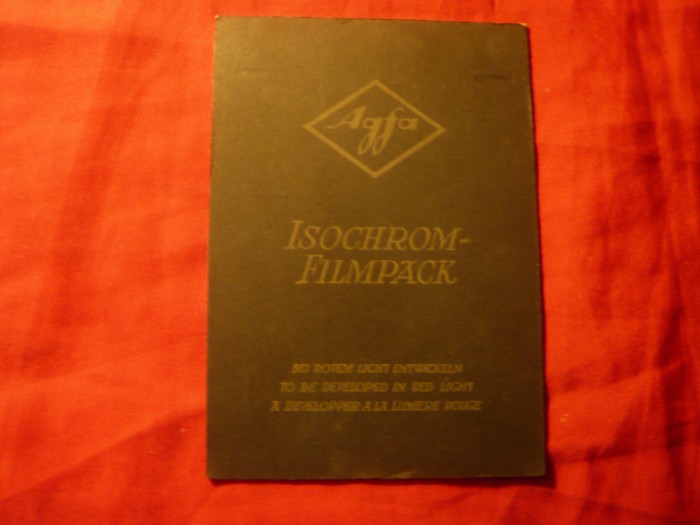 Agfa
ISOCHROM-
FILMPACK
BEI ROTEM LICHT ENTWICKELN
TO BE DEVELOPED IN RED LIGHT
A DEVELOPPER A LA LUMIERE ROUGE